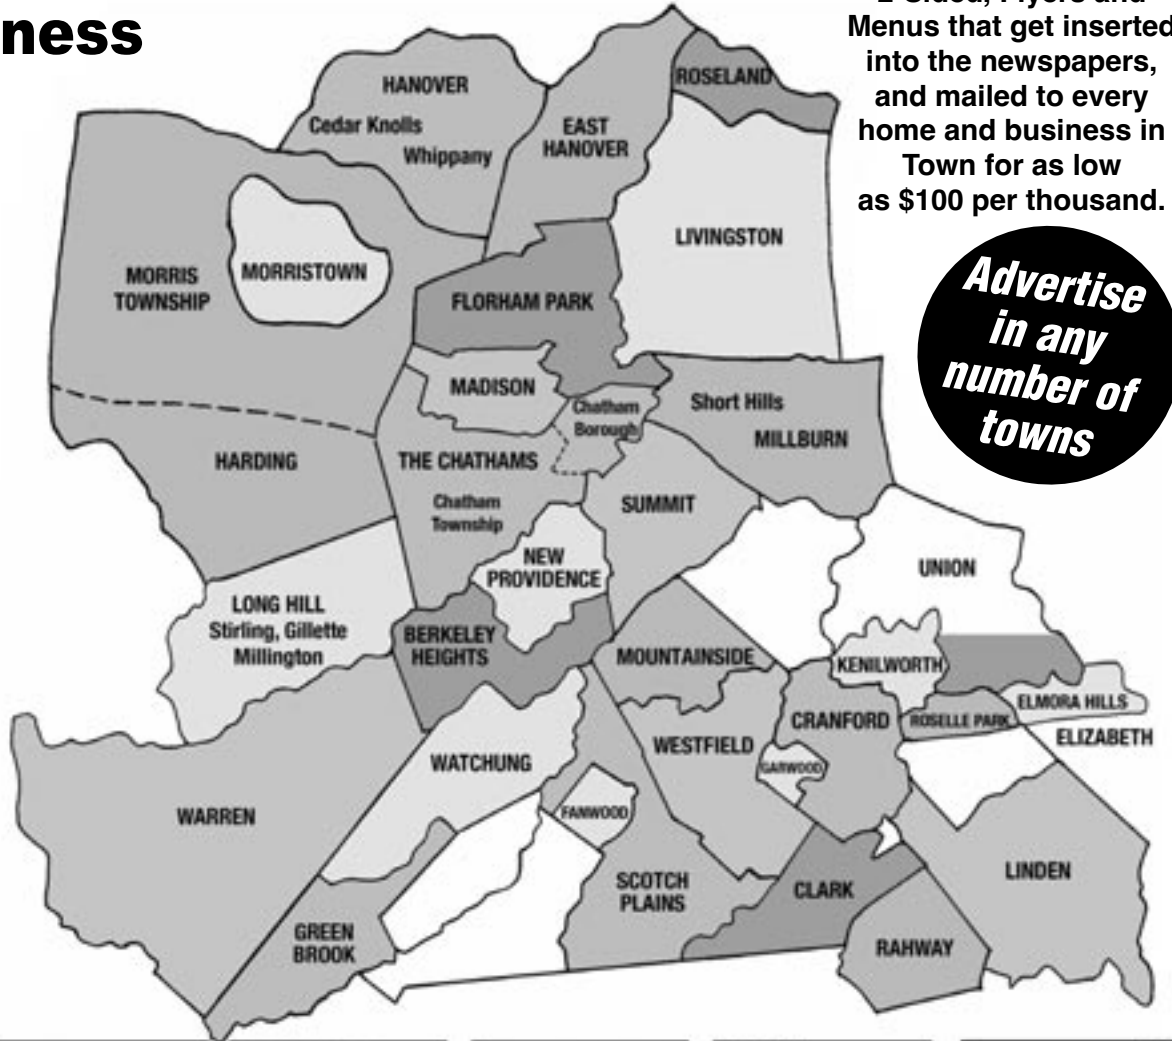 ness
Menus that get inserted
into the newspapers,
and mailed to every
home and business in
Town for as low
as $100 per thousand.
Advertise
in any
number of
towns
HANOVER
Cedar Knolls
Whippany
EAST
HANOVER
ROSELAND
LIVINGSTON
MORRIS
TOWNSHIP
MORRISTOWN
FLORHAM PARK
MADISON
Chatham
Borough
Short Hills
MILLBURN
HARDING
THE CHATHAMS
Chatham
Township
SUMMIT
NEW
PROVIDENCE
UNION
LONG HILL
Stirling, Gillette
Millington
BERKELEY
HEIGHTS
MOUNTAINSIDE
KENILWORTH
ELMORA HILLS
ROSELLE PARK
ELIZABETH
CRANFORD
WESTFIELD
GARWOOD
WATCHUNG
WARREN
FANWOOD
SCOTCH
PLAINS
CLARK
LINDEN
GREEN
BROOK
RAHWAY